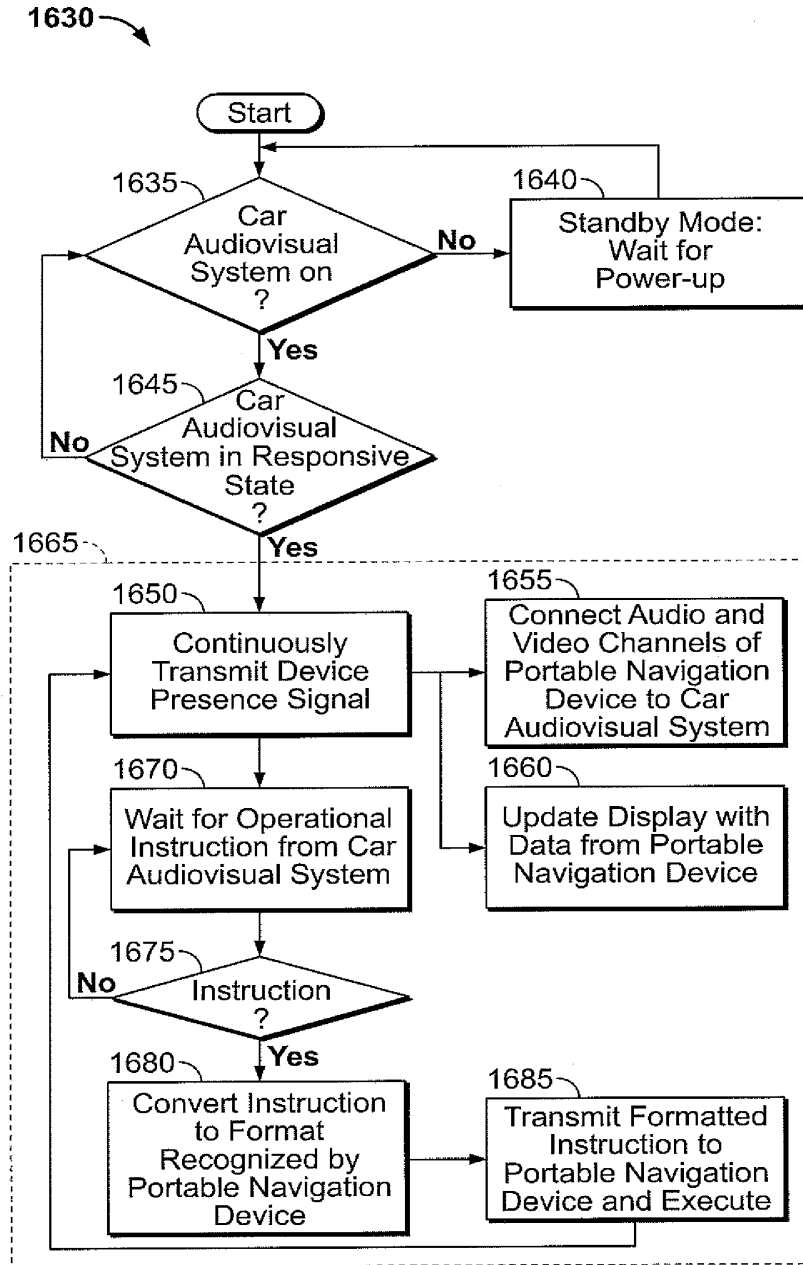 1630
Start
1635
Car
Audiovisual
System on
?
No
1640
Standby Mode:
Wait for
Power-up
Yes
1645
Car
Audiovisual
System in Responsive
State
?
No
Yes
1665
1650
Continuously
Transmit Device
Presence Signal
1655
Connect Audio and
Video Channels of
Portable Navigation
Device to Car
Audiovisual System
1660
Update Display with
Data from Portable
Navigation Device
1670
Wait for Operational
Instruction from Car
Audiovisual System
1675
Instruction
?
No
Yes
1680
Convert Instruction
to Format
Recognized by
Portable Navigation
Device
1685
Transmit Formatted
Instruction to
Portable Navigation
Device and Execute